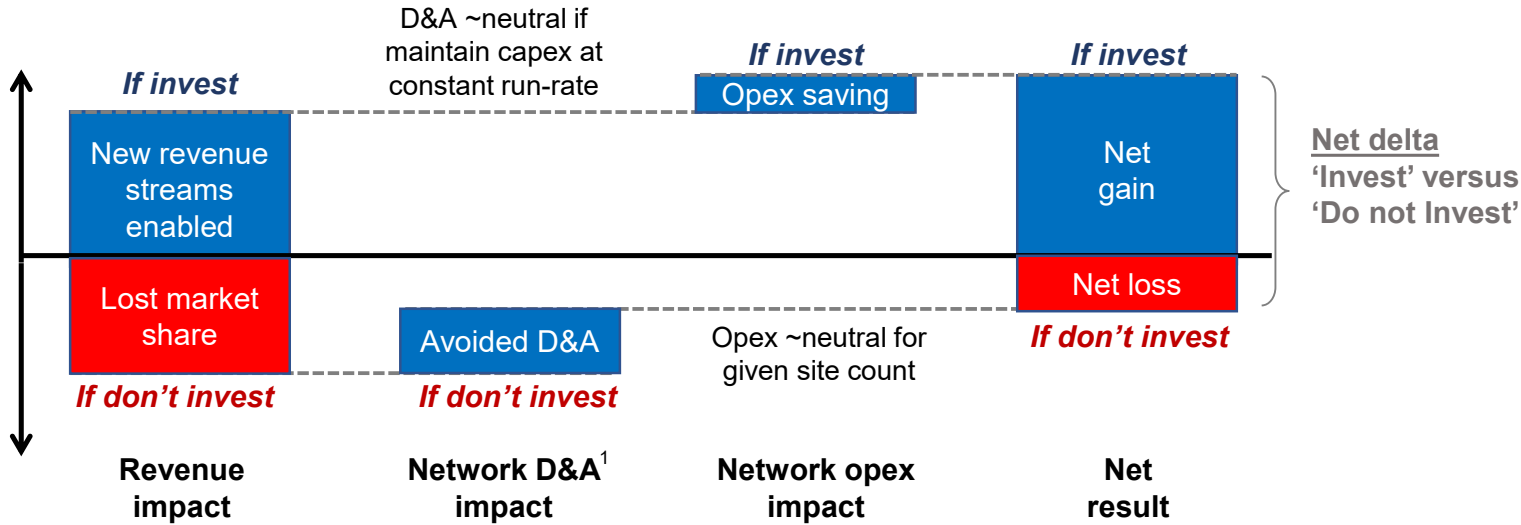 D&A ~neutral if
maintain capex at
constant run-rate
If invest
If invest
If invest
Opex saving
New revenue
streams
enabled
Net
gain
Net delta
‘Invest’ versus
‘Do not Invest’
Lost market
share
Avoided D&A
Opex ~neutral for
given site count
Net loss
If don’t invest
If don’t invest
If don’t invest
Revenue
impact
Network D&A¹
impact
Network opex
impact
Net
result